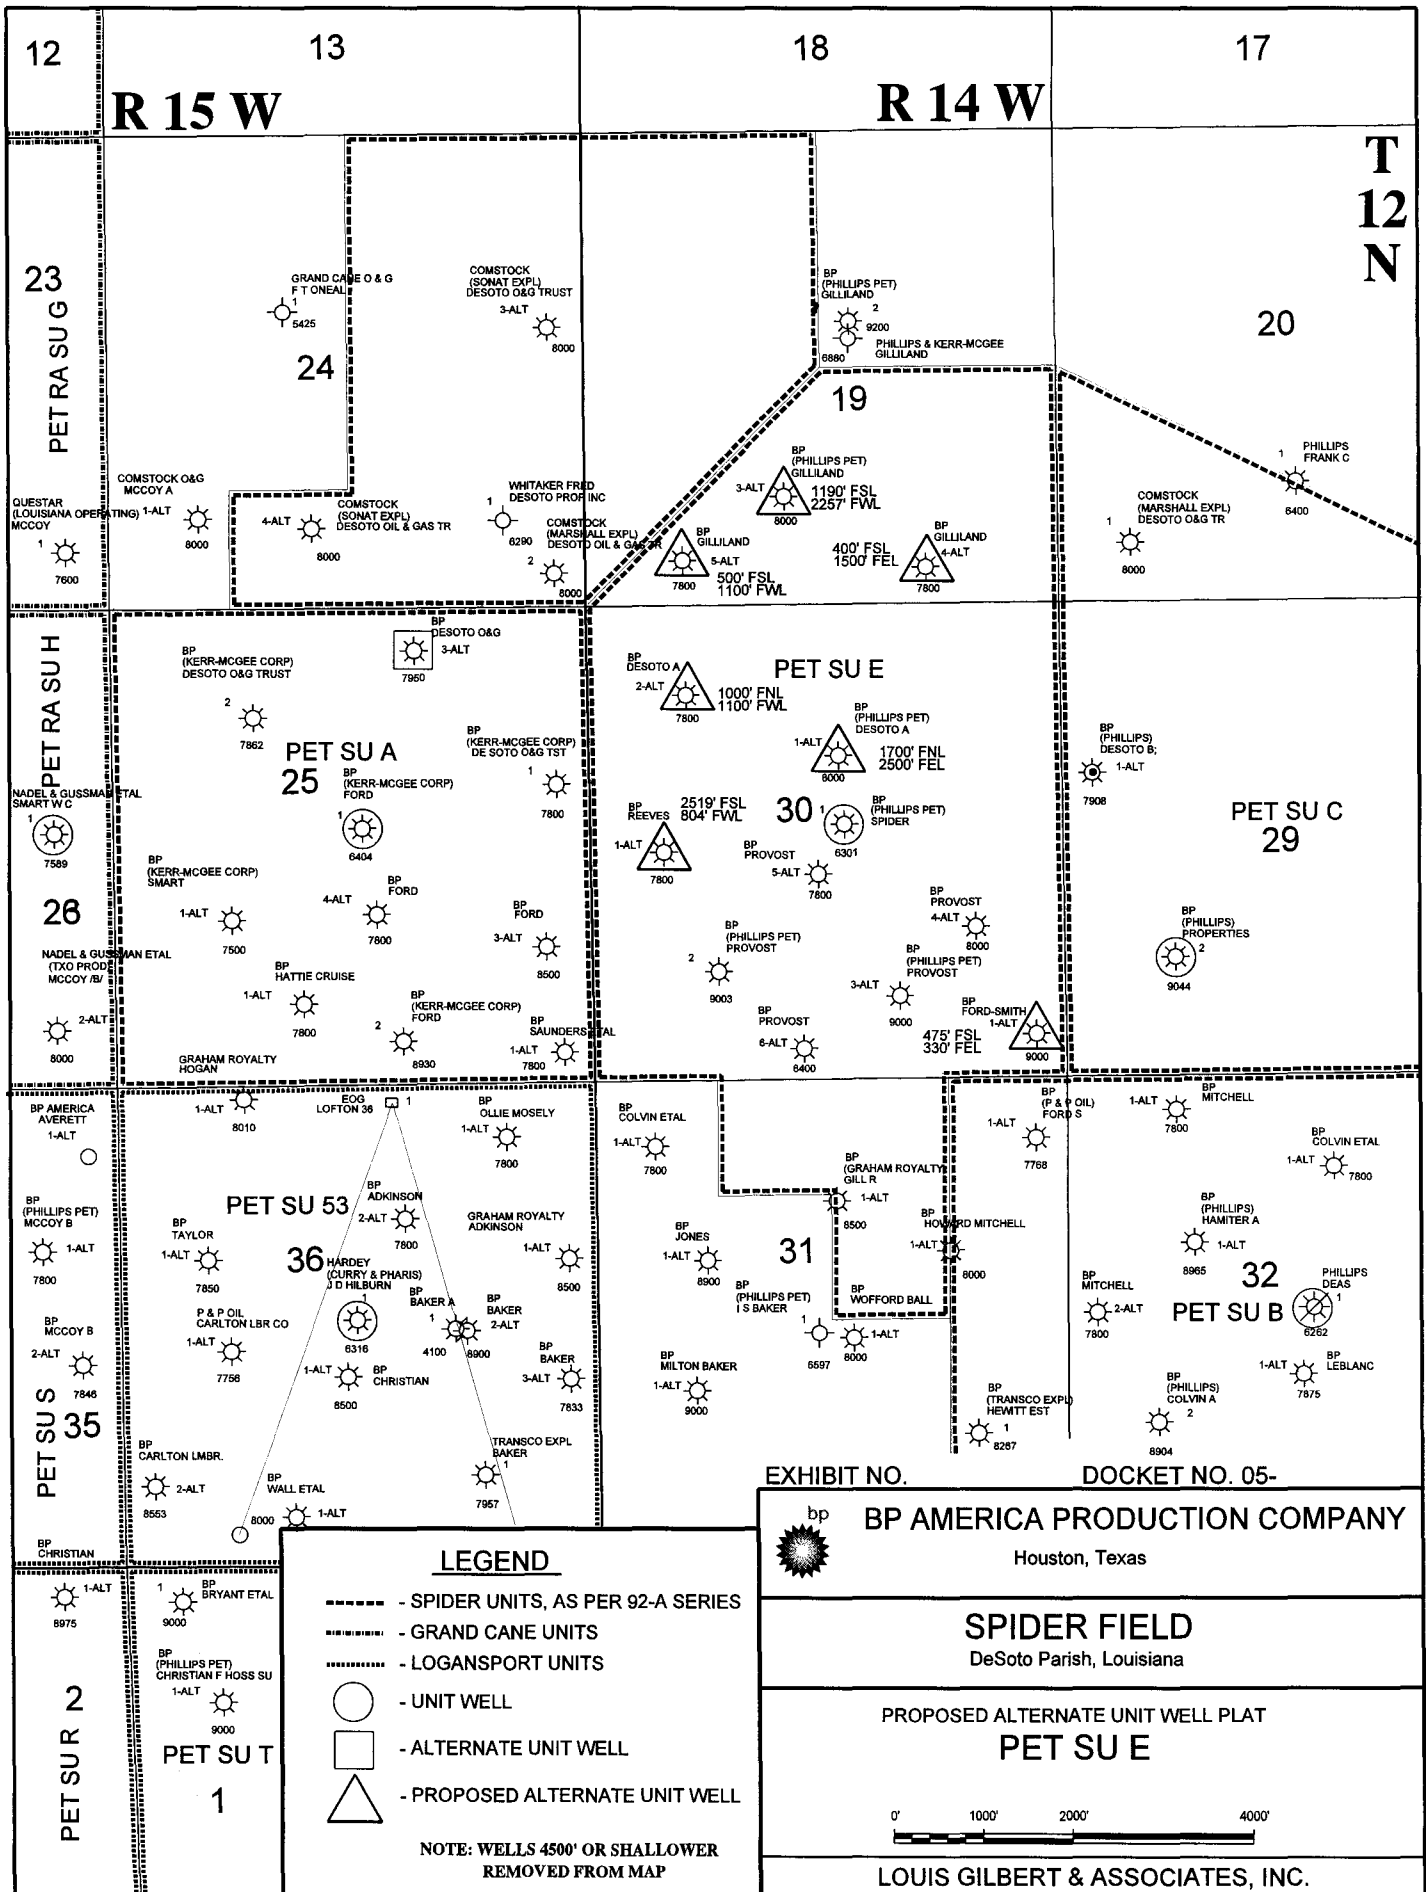 12
13
18
17
R 15 W
R 14 W
T
12
N
23
PET RA SU G
GRAND CANE O & G
F T ONEAL
1
5425
24
COMSTOCK
(SONAT EXPL)
DESOTO O&G TRUST
3-ALT
8000
BP
(PHILLIPS PET)
GILLILAND
2
9200
PHILLIPS & KERR-MCGEE
GILLILAND
6880
20
19
COMSTOCK O&G
MCCOY A
1-ALT
8000
QUESTAR
(LOUISIANA OPERATING)
MCCOY
1
7600
4-ALT
COMSTOCK
(SONAT EXPL)
DESOTO OIL & GAS TR
8000
WHITAKER FRED
DESOTO PROP INC
1
6290
COMSTOCK
(MARSHALL EXPL)
DESOTO OIL & GAS TR
2
8000
BP
(PHILLIPS PET)
GILLILAND
3-ALT
1190' FSL
2257' FWL
8000
BP
GILLILAND
5-ALT
500' FSL
1100' FWL
7800
BP
GILLILAND
4-ALT
400' FSL
1500' FEL
7800
PHILLIPS
FRANK C
1
6400
COMSTOCK
(MARSHALL EXPL)
DESOTO O&G TR
1
8000
PET RA SU H
BP
DESOTO O&G
3-ALT
7950
BP
(KERR-MCGEE CORP)
DESOTO O&G TRUST
2
7862
PET SU A
25
BP
(KERR-MCGEE CORP)
DE SOTO O&G TST
1
7800
BP
(KERR-MCGEE CORP)
FORD
1
6404
BP
DESOTO A
2-ALT
1000' FNL
1100' FWL
7800
PET SU E
BP
(PHILLIPS PET)
DESOTO A
1-ALT
1700' FNL
2500' FEL
8000
BP
(PHILLIPS)
DESOTO B;
1-ALT
7908
PET SU C
29
NADEL & GUSSMAN ETAL
SMART W C
1
7589
BP
REEVES
2519' FSL
804' FWL
1-ALT
7800
30
BP
(PHILLIPS PET)
SPIDER
1
6301
BP
PROVOST
5-ALT
7800
BP
(KERR-MCGEE CORP)
SMART
1-ALT
7500
BP
FORD
4-ALT
7800
BP
FORD
3-ALT
8500
26
BP
PROVOST
4-ALT
8000
BP
(PHILLIPS)
PROPERTIES
2
9044
NADEL & GUSSMAN ETAL
(TXO PROD)
MCCOY /B/
2-ALT
8000
BP
HATTIE CRUISE
1-ALT
7800
BP
(KERR-MCGEE CORP)
FORD
2
8930
BP
(PHILLIPS PET)
PROVOST
2
9003
BP
(PHILLIPS PET)
PROVOST
3-ALT
9000
BP
FORD-SMITH
1-ALT
475' FSL
330' FEL
9000
BP
SAUNDERS ETAL
1-ALT
7800
BP
PROVOST
6-ALT
6400
GRAHAM ROYALTY
HOGAN
1-ALT
8010
EOG
LOFTON 36
1
BP AMERICA
AVERETT
1-ALT
BP
OLLIE MOSELY
1-ALT
7800
BP
COLVIN ETAL
1-ALT
7800
BP
(P & P OIL)
FORD S
1-ALT
7768
BP
MITCHELL
1-ALT
7800
BP
COLVIN ETAL
1-ALT
7800
BP
(PHILLIPS PET)
MCCOY B
1-ALT
7800
PET SU 53
36
BP
ADKINSON
2-ALT
7800
BP
TAYLOR
1-ALT
7850
GRAHAM ROYALTY
ADKINSON
1-ALT
8500
BP
JONES
1-ALT
8900
31
BP
(GRAHAM ROYALTY)
GILL R
1-ALT
8500
BP
HOWARD MITCHELL
1-ALT
8000
BP
(PHILLIPS)
HAMITER A
1-ALT
8965
32
PET SU B
PHILLIPS
DEAS
1
6262
BP
MITCHELL
2-ALT
7800
HARDEY
(CURRY & PHARIS)
J D HILBURN
1
6316
P & P OIL
CARLTON LBR CO
1-ALT
7756
BP
BAKER A
1
4100
BP
BAKER
2-ALT
8900
BP
(PHILLIPS PET)
I S BAKER
1
6597
BP
WOFFORD BALL
1-ALT
8000
BP
MCCOY B
2-ALT
7846
BP
CHRISTIAN
1-ALT
8500
BP
BAKER
3-ALT
7833
BP
MILTON BAKER
1-ALT
9000
BP
LEBLANC
1-ALT
7875
PET SU S
35
BP
(TRANSCO EXPL)
HEWITT EST
1
8287
BP
(PHILLIPS)
COLVIN A
2
8904
BP
CARLTON LMBR.
2-ALT
8553
BP
WALL ETAL
1-ALT
8000
TRANSCO EXPL
BAKER
1
7957
BP
CHRISTIAN
1-ALT
8975
BP
BRYANT ETAL
1
9000
BP
(PHILLIPS PET)
CHRISTIAN F HOSS SU
1-ALT
9000
PET SU R
2
PET SU T
1
LEGEND
- SPIDER UNITS, AS PER 92-A SERIES
- GRAND CANE UNITS
- LOGANSPORT UNITS
- UNIT WELL
- ALTERNATE UNIT WELL
- PROPOSED ALTERNATE UNIT WELL
NOTE: WELLS 4500' OR SHALLOWER
REMOVED FROM MAP
EXHIBIT NO.
DOCKET NO. 05-
bp
BP AMERICA PRODUCTION COMPANY
Houston, Texas
SPIDER FIELD
DeSoto Parish, Louisiana
PROPOSED ALTERNATE UNIT WELL PLAT
PET SU E
0' 1000' 2000' 4000'
LOUIS GILBERT & ASSOCIATES, INC.